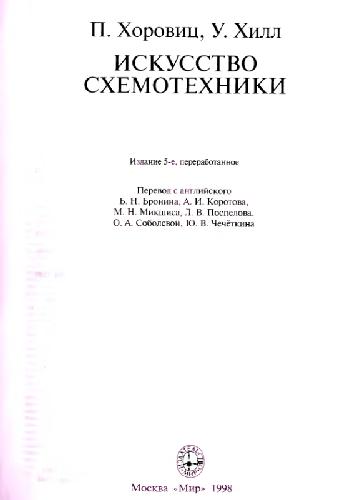 П. Хоровиц, У. Хилл
ИСКУССТВО
СХЕМОТЕХНИКИ
Издание 5-е, переработанное
Перевод с английского
Б. Н. Бронина, А. И. Коротова,
М. Н. Микшиса, Л. В. Поспелова,
О. А. Соболевой, Ю. В. Чечёткина
Москва «Мир» 1998